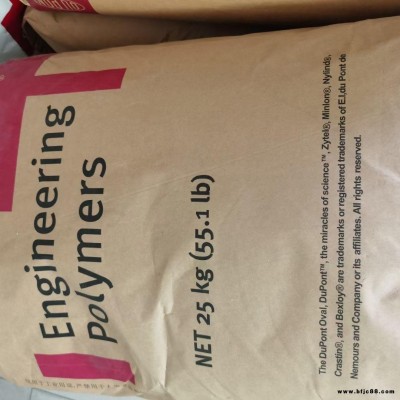 Engineering
Polymers
NET 25 kg (55.1 lb)
The DuPont Oval, DuPont™, the miracles of science™, Zytel®, Minlon®, Nylind®,
Crastin®, and Bexloy® are trademarks or registered trademarks of E.I.du Pont de
Nemours and Company or its affiliates. All rights reserved.
www.bfjc88.com